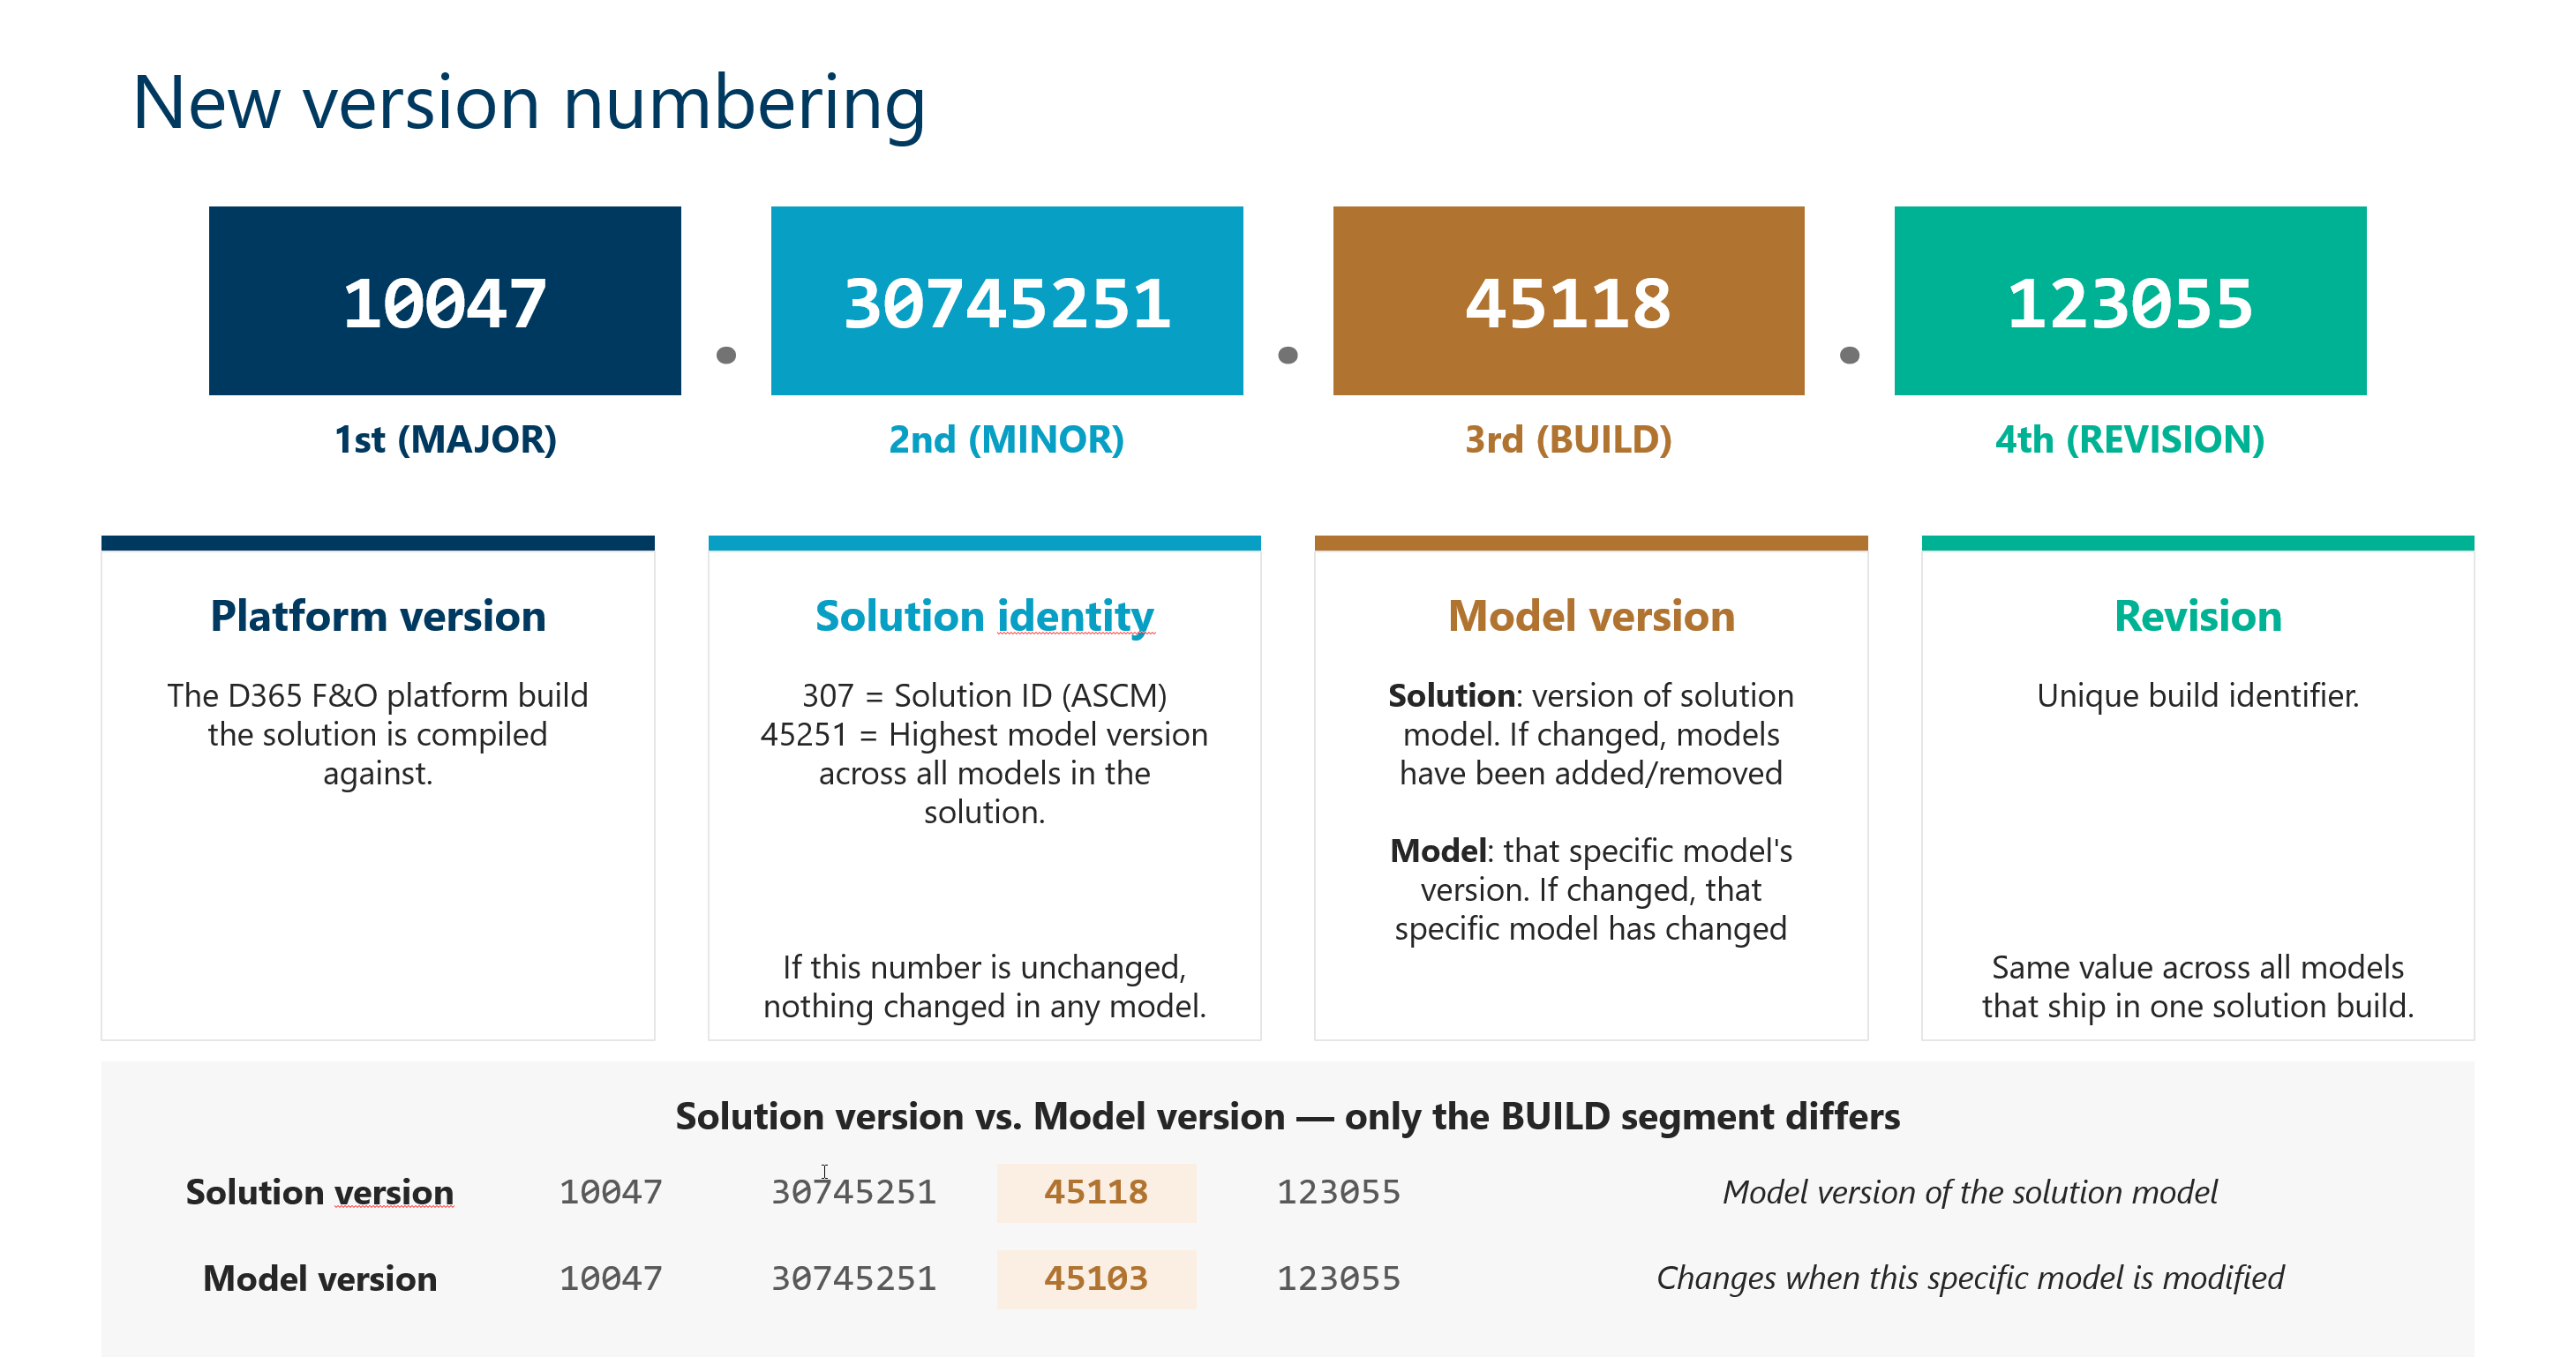 New version numbering
10047 . 30745251 . 45118 . 123055
1st (MAJOR)
2nd (MINOR)
3rd (BUILD)
4th (REVISION)
Platform version
The D365 F&O platform build
the solution is compiled
against.
Solution identity
307 = Solution ID (ASCM)
45251 = Highest model version
across all models in the
solution.
If this number is unchanged,
nothing changed in any model.
Model version
Solution: version of solution
model. If changed, models
have been added/removed
Model: that specific model's
version. If changed, that
specific model has changed
Revision
Unique build identifier.
Same value across all models
that ship in one solution build.
Solution version vs. Model version — only the BUILD segment differs
Solution version 10047 30745251 45118 123055 Model version of the solution model
Model version 10047 30745251 45103 123055 Changes when this specific model is modified